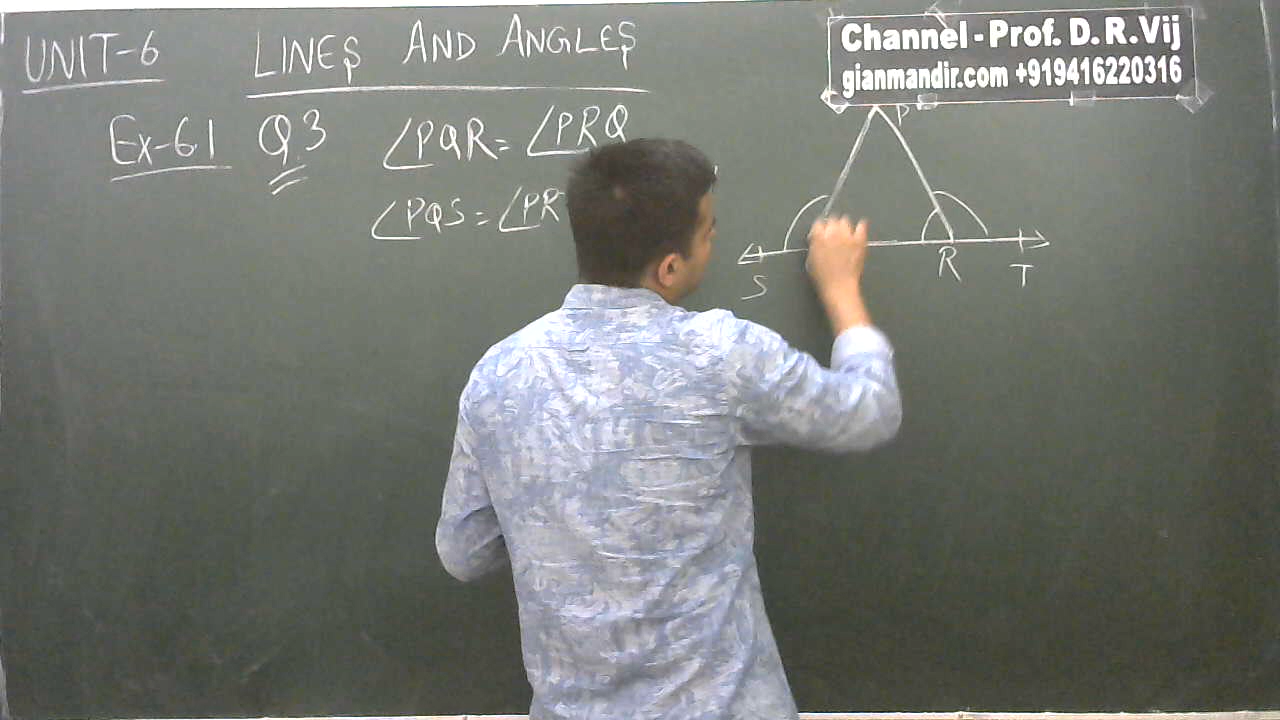 UNIT-6 LINES AND ANGLES
Channel - Prof. D.R.Vij
gianmandir.com +919416220316
Ex-6.1 Q3 ∠PQR = ∠PRQ
∠PQS = ∠PR
P
S
R
T